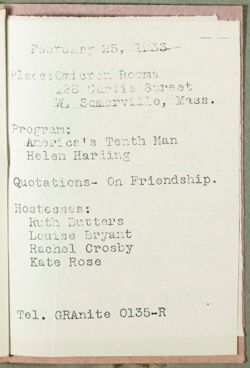 February 25, 1933
Place: Omicron Rooms
128 Curtis Street
W. Somerville, Mass.
Program:
America's Tenth Man
Helen Harding
Quotations- On Friendship.
Hostesses:
Ruth Butters
Louise Bryant
Rachel Crosby
Kate Rose
Tel. GRAnite 0135-R